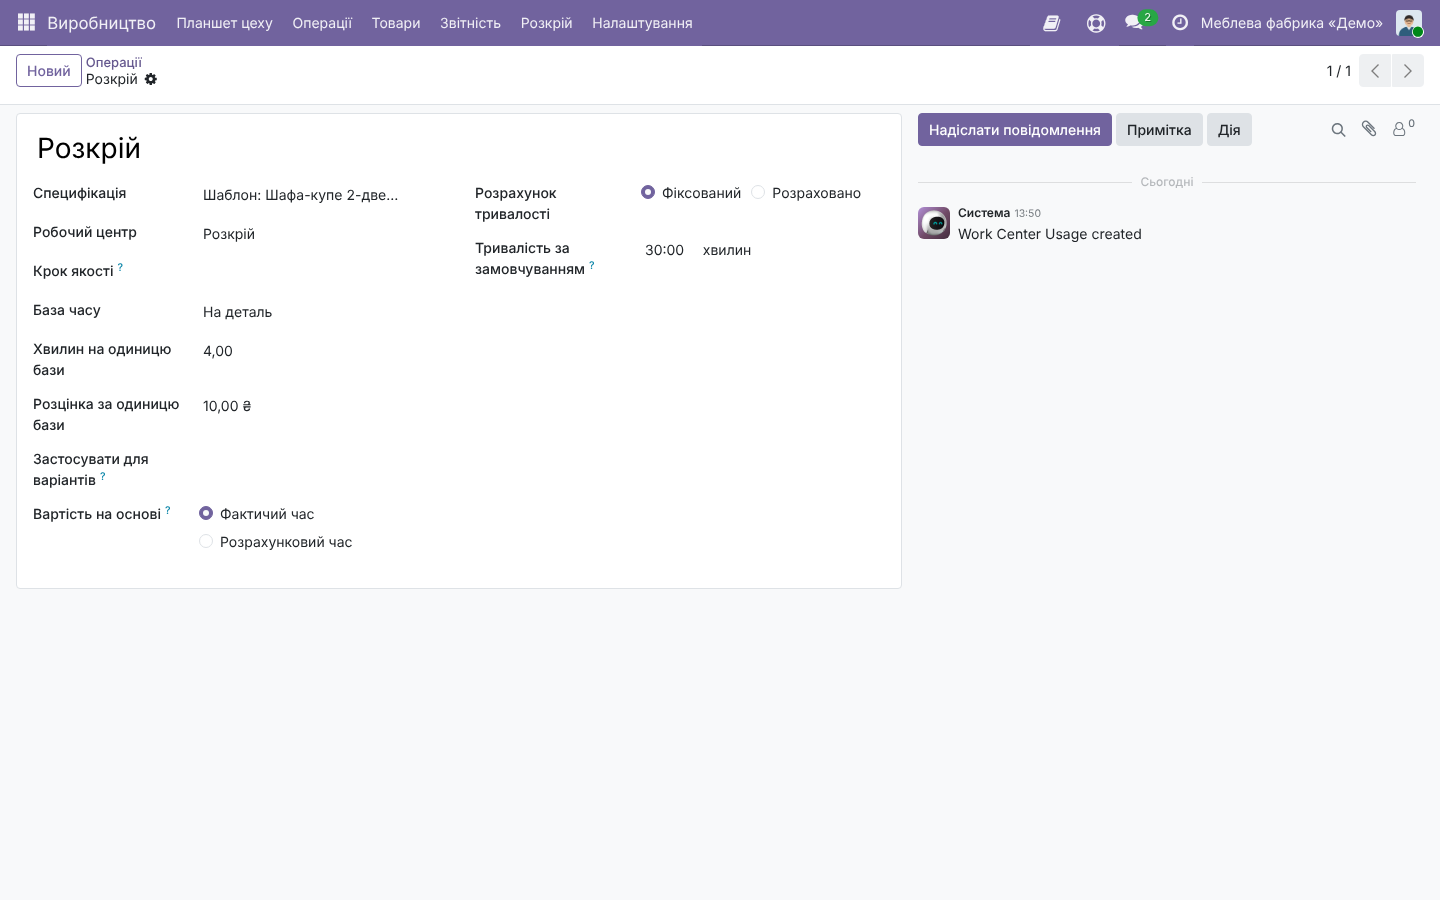 Виробництво Планшет цеху Операції Товари Звітність Розкрій Налаштування 2 Меблева фабрика «Демо»
Новий
Операції
Розкрій
1 / 1
Розкрій
Специфікація Шаблон: Шафа-купе 2-две...
Робочий центр Розкрій
Крок якості ?
База часу На деталь
Хвилин на одиницю бази 4,00
Розцінка за одиницю бази 10,00 ₴
Застосувати для варіантів ?
Вартість на основі ? Фактичий час
Розрахунковий час
Розрахунок тривалості Фіксований Розраховано
Тривалість за замовчуванням ? 30:00 хвилин
Надіслати повідомлення Примітка Дія 0
Сьогодні
Система 13:50
Work Center Usage created